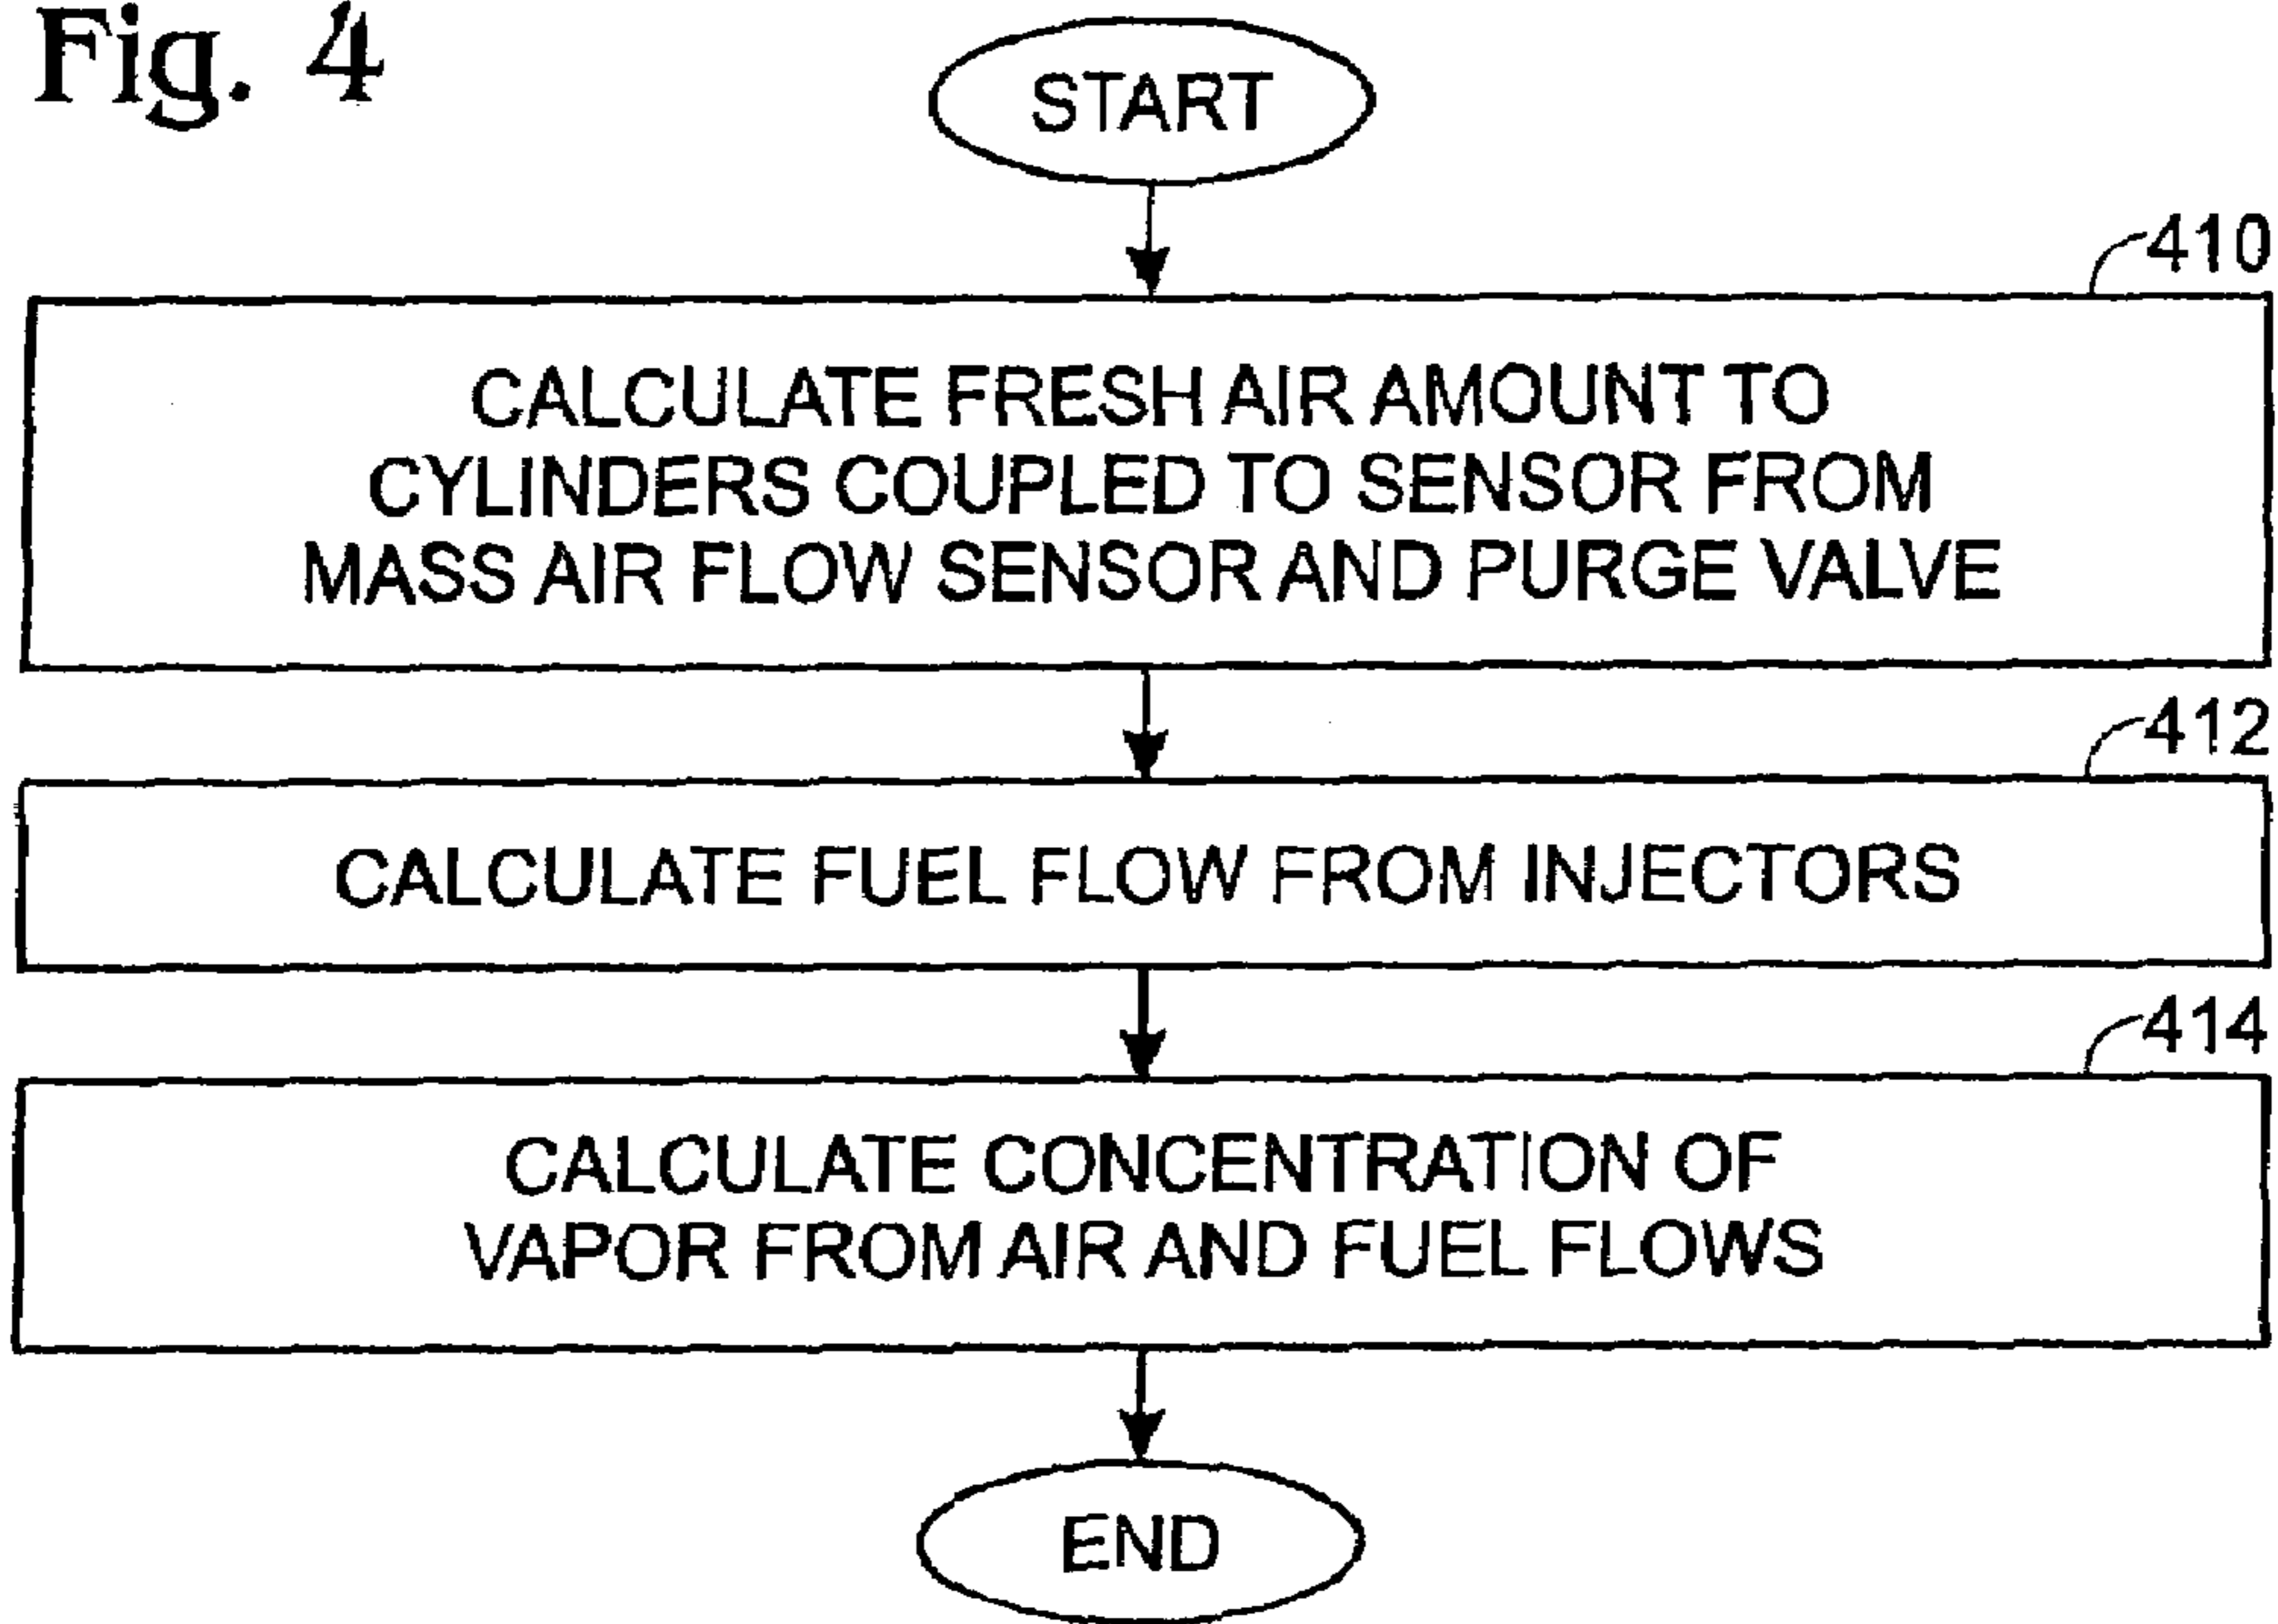 Fig. 4
START
410
CALCULATE FRESH AIR AMOUNT TO
CYLINDERS COUPLED TO SENSOR FROM
MASS AIR FLOW SENSOR AND PURGE VALVE
412
CALCULATE FUEL FLOW FROM INJECTORS
414
CALCULATE CONCENTRATION OF
VAPOR FROM AIR AND FUEL FLOWS
END